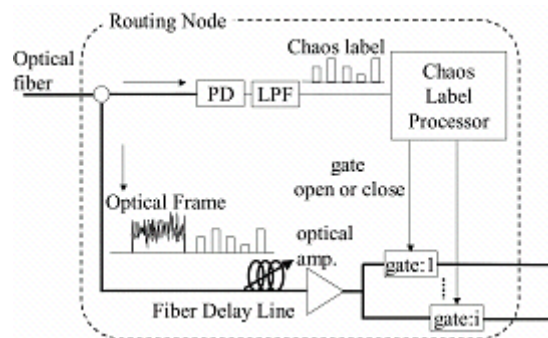 Routing Node
Optical
fiber
Chaos label
PD
LPF
Chaos
Label
Processor
gate
open or close
Optical Frame
optical
amp.
Fiber Delay Line
gate:1
gate:i